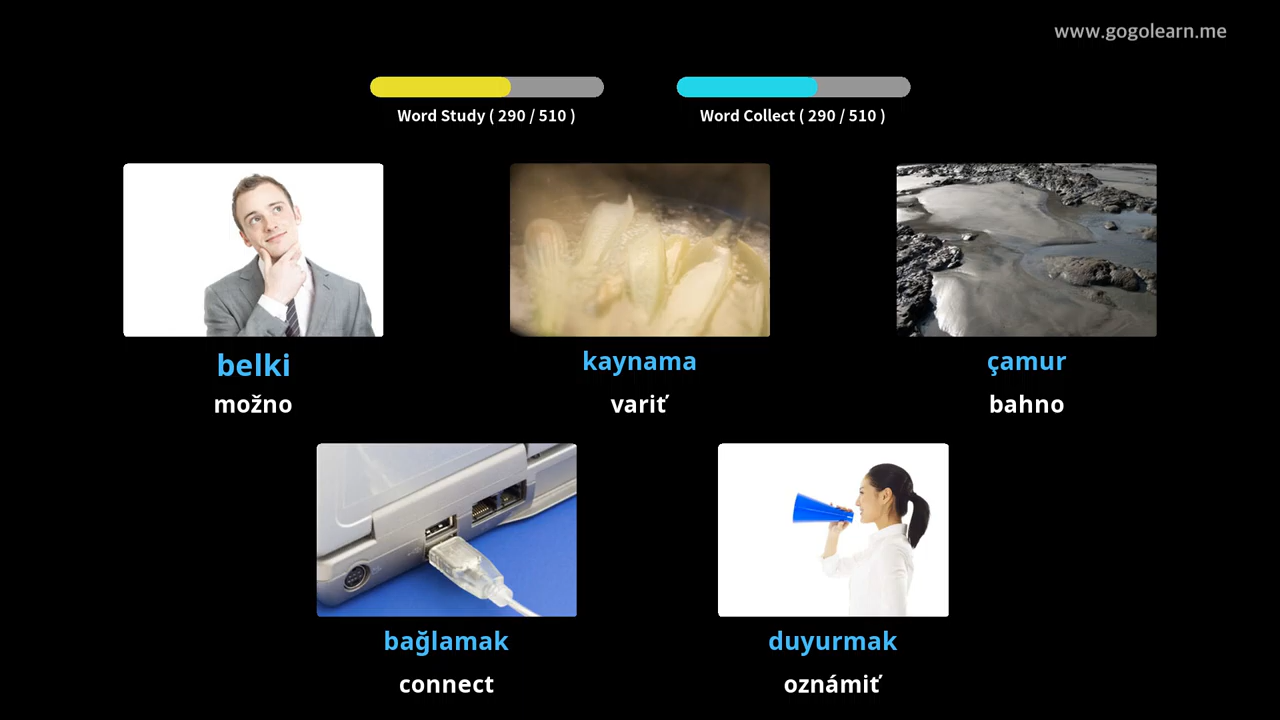 www.gogolearn.me
Word Study ( 290 / 510 )
Word Collect ( 290 / 510 )
belki
možno
kaynama
variť
çamur
bahno
bağlamak
connect
duyurmak
oznámiť